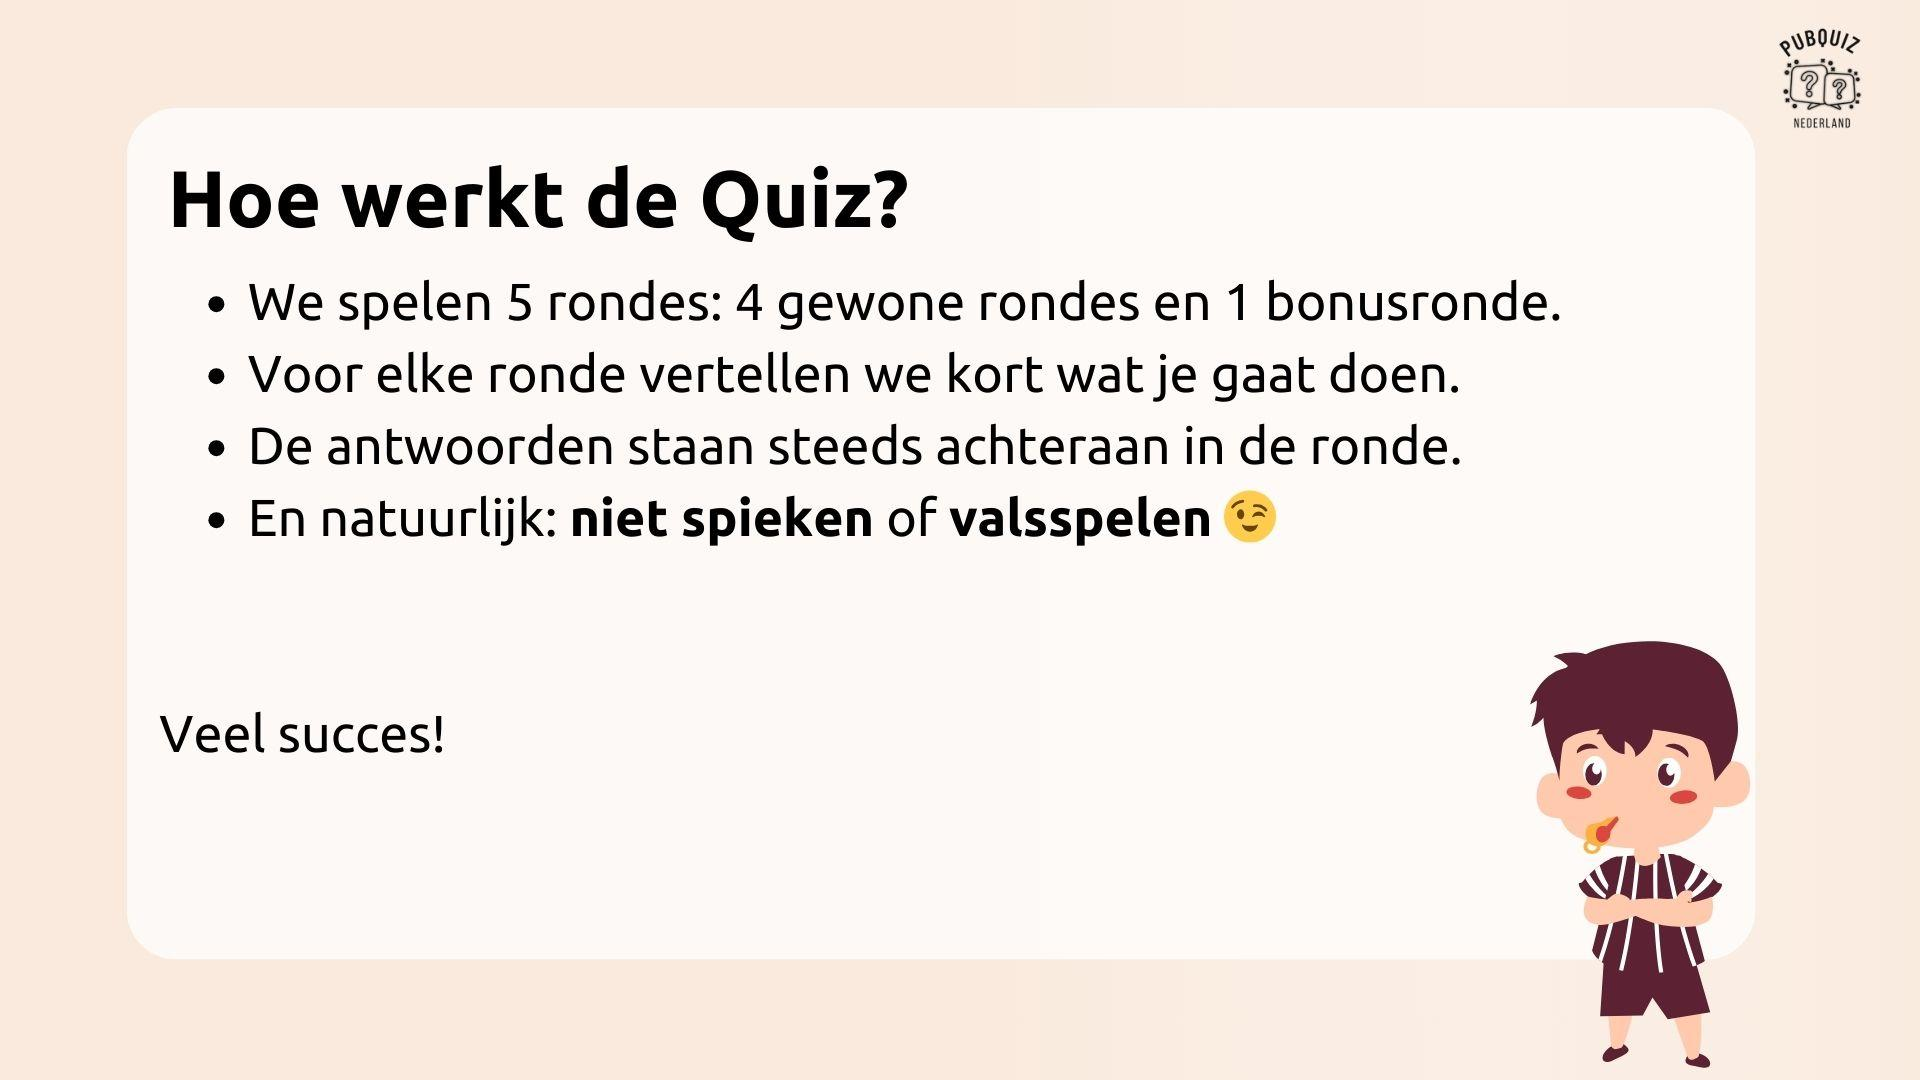 PUBQUIZ
? ?
NEDERLAND
Hoe werkt de Quiz?
• We spelen 5 rondes: 4 gewone rondes en 1 bonusronde.
• Voor elke ronde vertellen we kort wat je gaat doen.
• De antwoorden staan steeds achteraan in de ronde.
• En natuurlijk: niet spieken of valsspelen 😉
Veel succes!